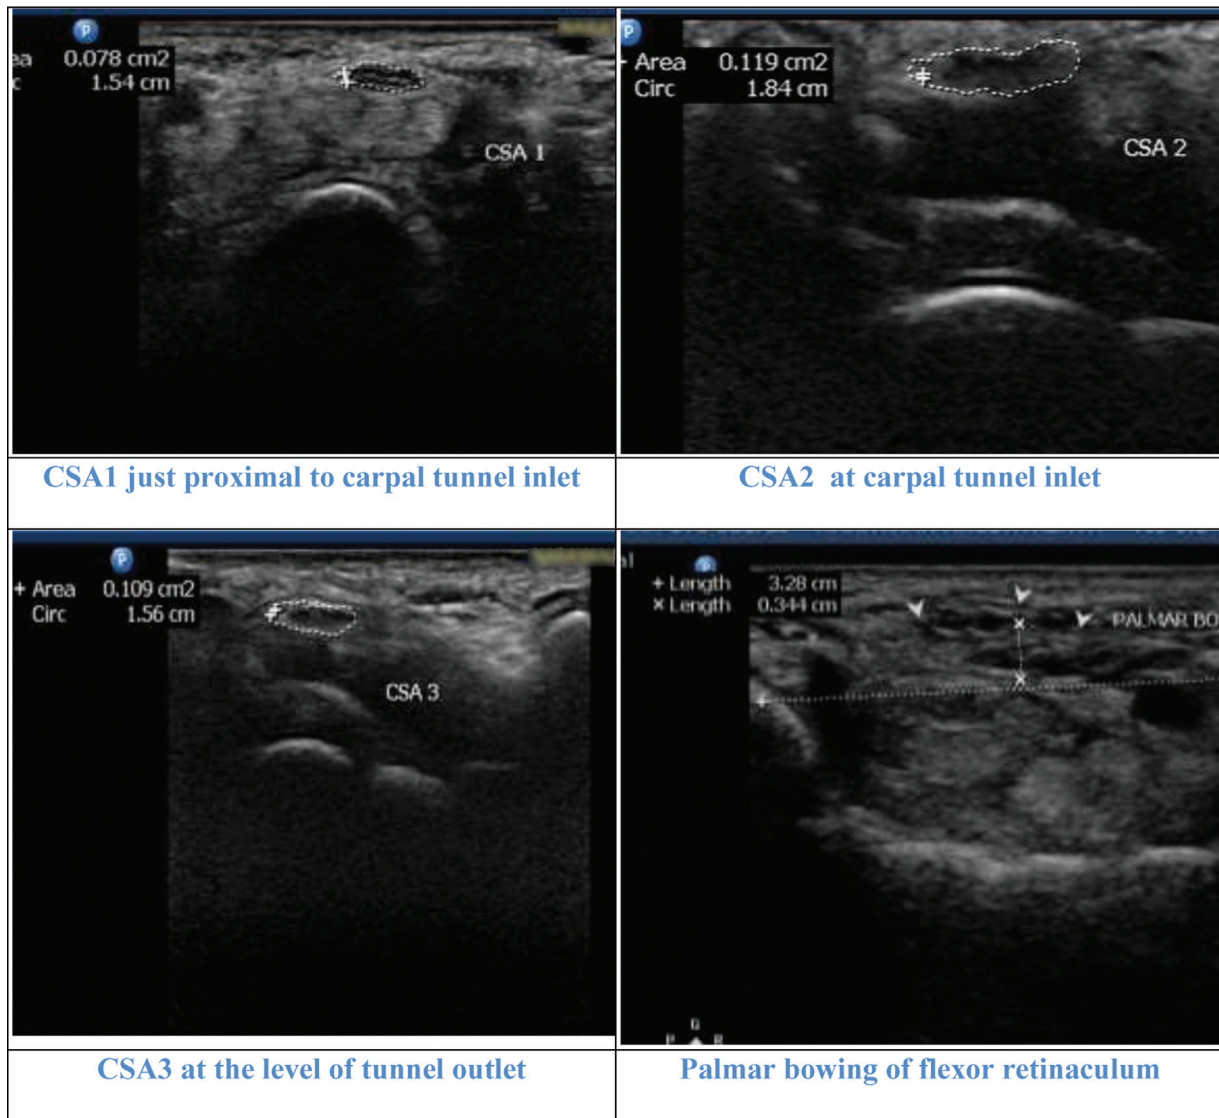 P
ea 0.078 cm2
c 1.54 cm
CSA 1
CSA1 just proximal to carpal tunnel inlet
P
+ Area 0.119 cm2
Circ 1.84 cm
CSA 2
CSA2 at carpal tunnel inlet
P
+ Area 0.109 cm2
Circ 1.56 cm
CSA 3
CSA3 at the level of tunnel outlet
al
P
+ Length 3.28 cm
× Length 0.344 cm
PALMAR BO
P R
Palmar bowing of flexor retinaculum